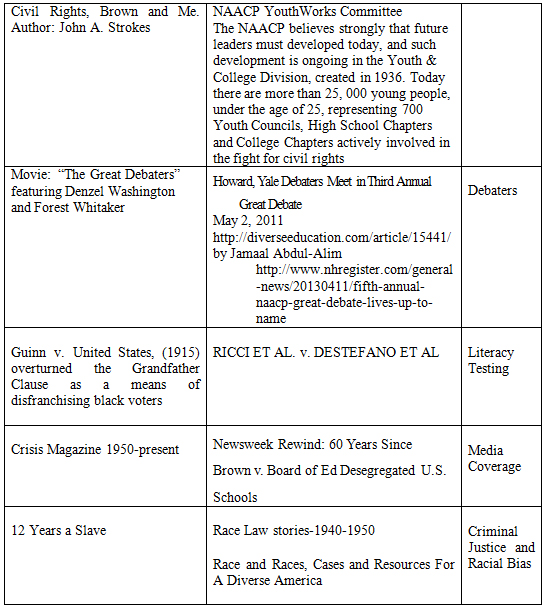 Civil Rights, Brown and Me.
Author: John A. Strokes
NAACP YouthWorks Committee
The NAACP believes strongly that future
leaders must developed today, and such
development is ongoing in the Youth &
College Division, created in 1936. Today
there are more than 25, 000 young people,
under the age of 25, representing 700
Youth Councils, High School Chapters
and College Chapters actively involved in
the fight for civil rights
Movie: “The Great Debaters”
featuring Denzel Washington
and Forest Whitaker
Howard, Yale Debaters Meet in Third Annual
Great Debate
May 2, 2011
http://diverseeducation.com/article/15441/
by Jamaal Abdul-Alim
http://www.nhregister.com/general
-news/20130411/fifth-annual-
naacp-great-debate-lives-up-to-
name
Debaters
Guinn v. United States, (1915)
overturned the Grandfather
Clause as a means of
disfranchising black voters
RICCI ET AL. v. DESTEFANO ET AL
Literacy
Testing
Crisis Magazine 1950-present
Newsweek Rewind: 60 Years Since
Brown v. Board of Ed Desegregated U.S.
Schools
Media
Coverage
12 Years a Slave
Race Law stories-1940-1950
Race and Races, Cases and Resources For
A Diverse America
Criminal
Justice and
Racial Bias